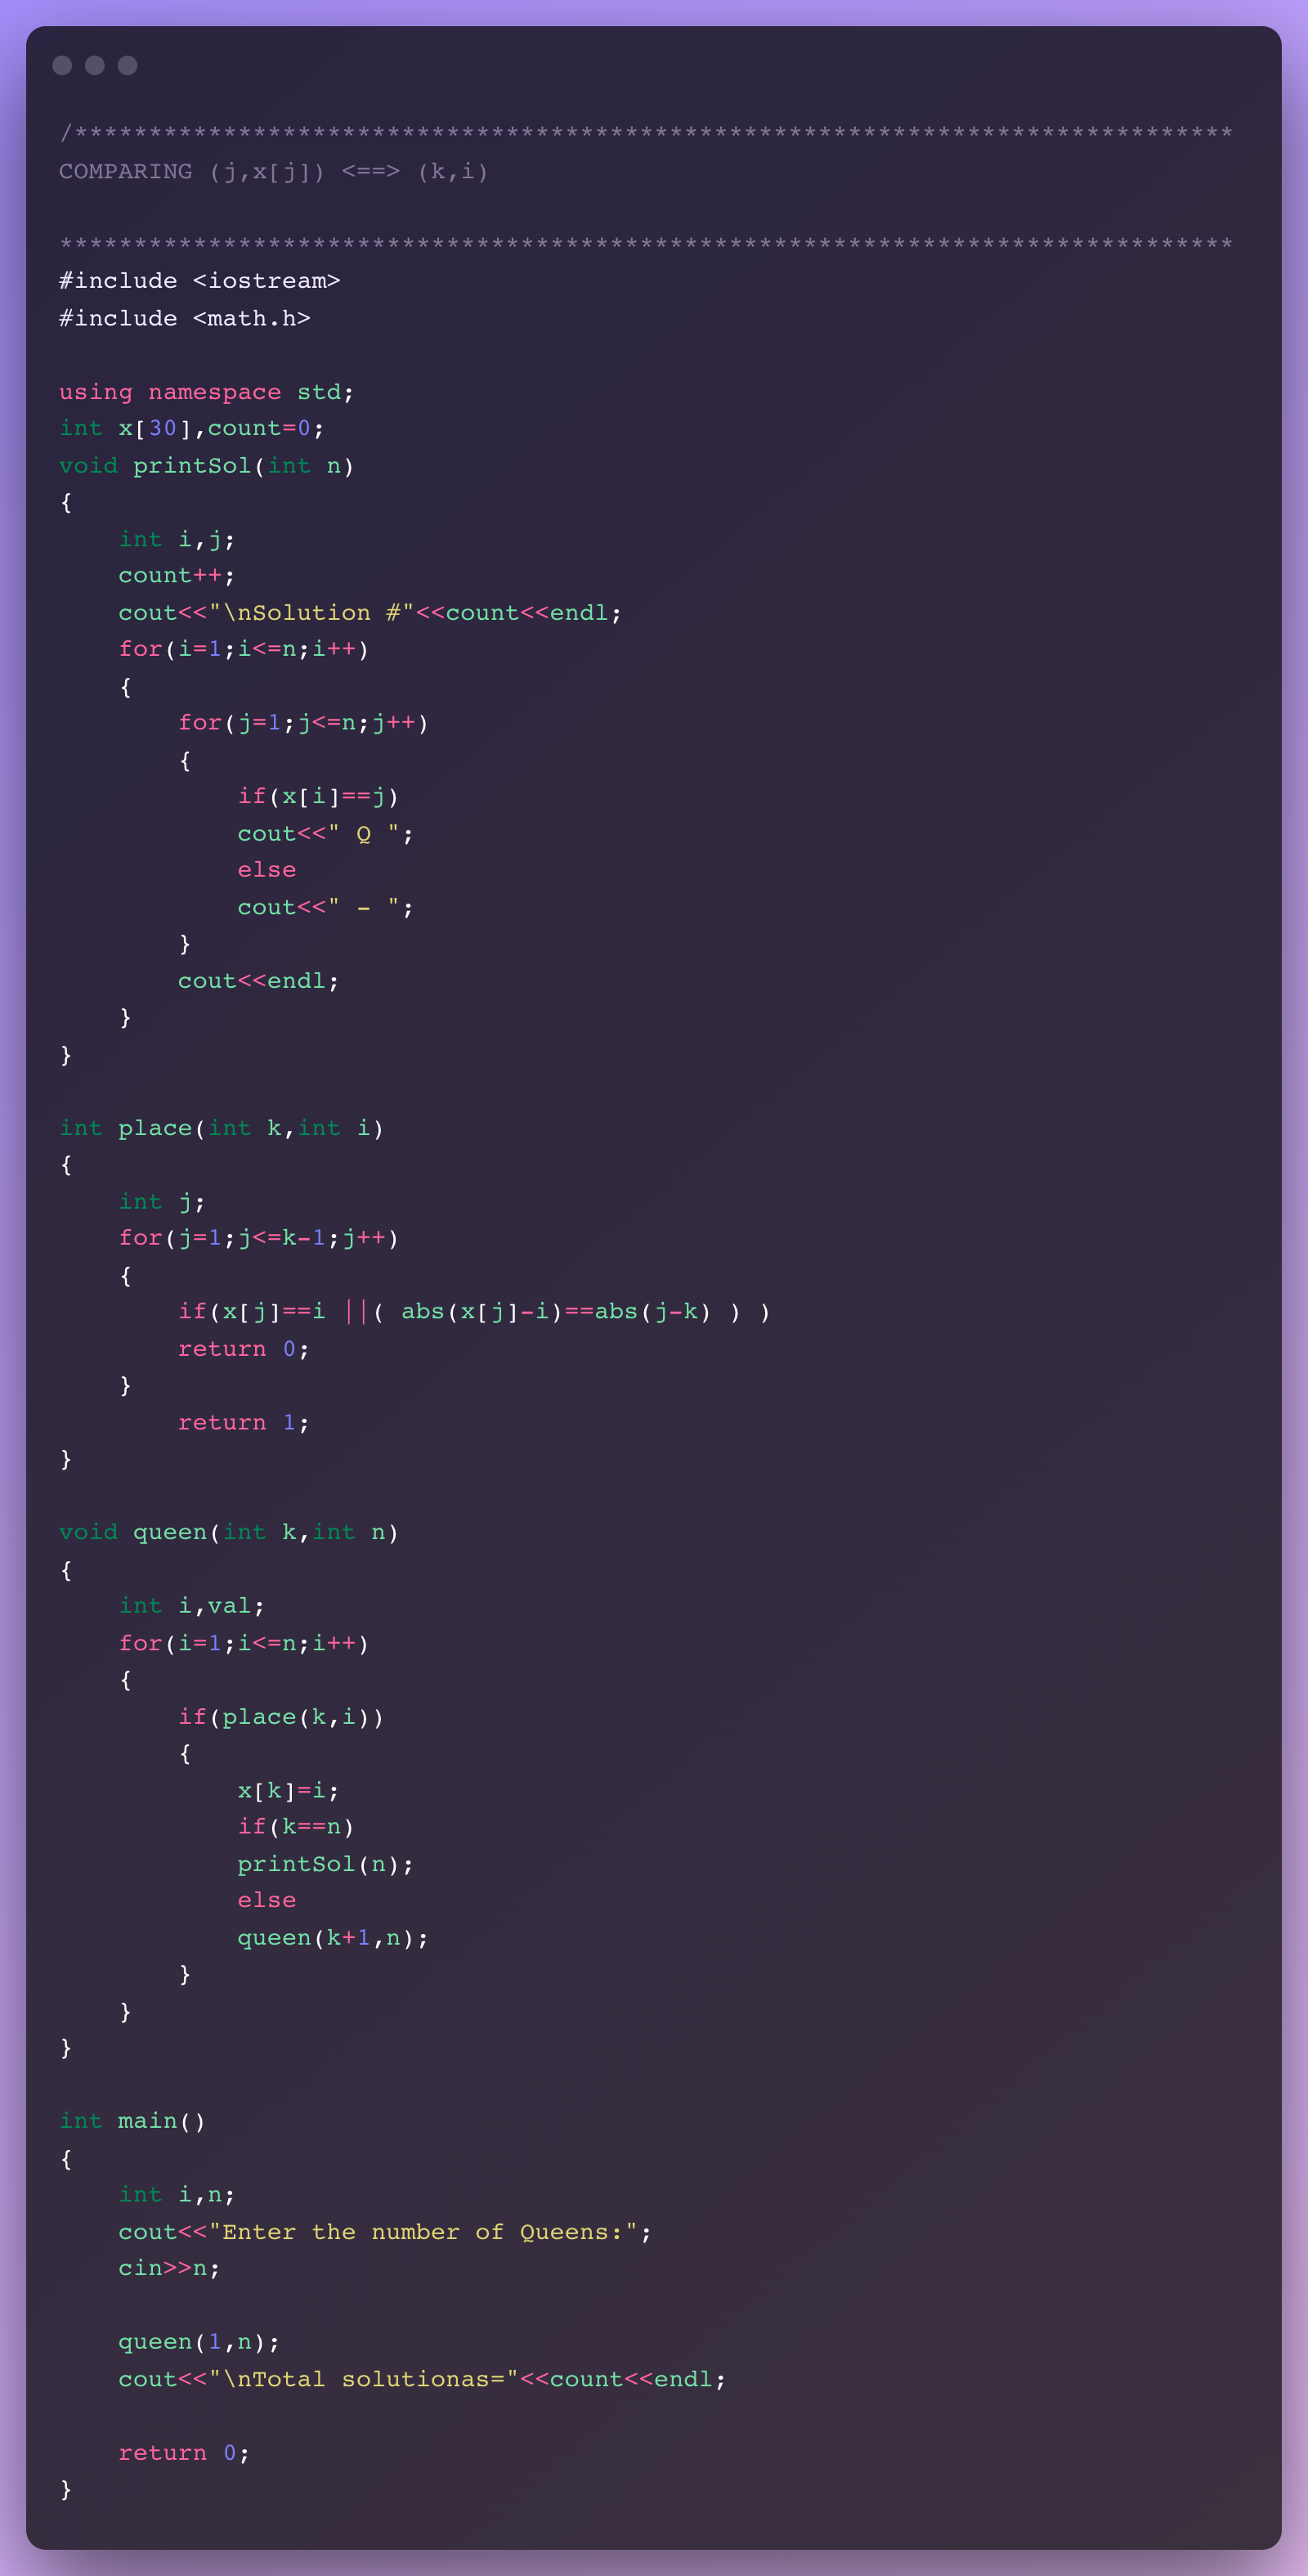 /******************************************************************************
COMPARING (j,x[j]) <==> (k,i)
*******************************************************************************
#include <iostream>
#include <math.h>
using namespace std;
int x[30],count=0;
void printSol(int n)
{
    int i,j;
    count++;
    cout<<"\nSolution #"<<count<<endl;
    for(i=1;i<=n;i++)
    {
        for(j=1;j<=n;j++)
        {
            if(x[i]==j)
            cout<<" Q ";
            else
            cout<<" - ";
        }
        cout<<endl;
    }
}
int place(int k,int i)
{
    int j;
    for(j=1;j<=k-1;j++)
    {
        if(x[j]==i ||( abs(x[j]-i)==abs(j-k) ) )
        return 0;
    }
        return 1;
}
void queen(int k,int n)
{
    int i,val;
    for(i=1;i<=n;i++)
    {
        if(place(k,i))
        {
            x[k]=i;
            if(k==n)
            printSol(n);
            else
            queen(k+1,n);
        }
    }
}
int main()
{
    int i,n;
    cout<<"Enter the number of Queens:";
    cin>>n;
    queen(1,n);
    cout<<"\nTotal solutionas="<<count<<endl;
    return 0;
}